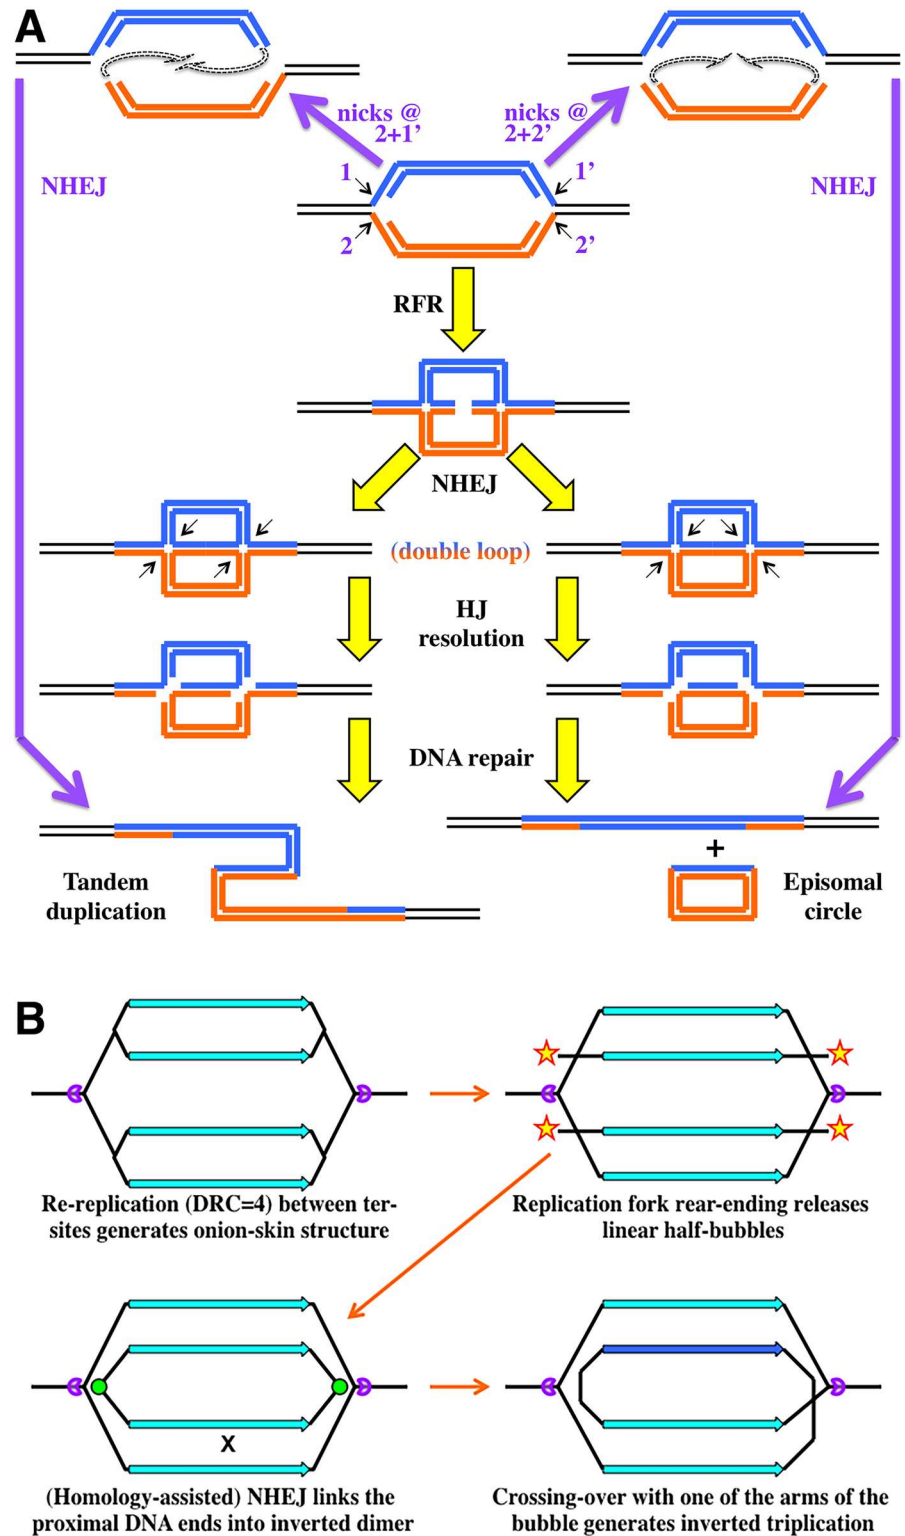 A
nicks @
2+1’
nicks @
2+2’
NHEJ
NHEJ
1
1’
2
2’
RFR
NHEJ
(double loop)
HJ
resolution
DNA repair
+
Tandem
duplication
Episomal
circle
B
Re-replication (DRC=4) between ter-
sites generates onion-skin structure
Replication fork rear-ending releases
linear half-bubbles
X
(Homology-assisted) NHEJ links the
proximal DNA ends into inverted dimer
Crossing-over with one of the arms of the
bubble generates inverted triplication